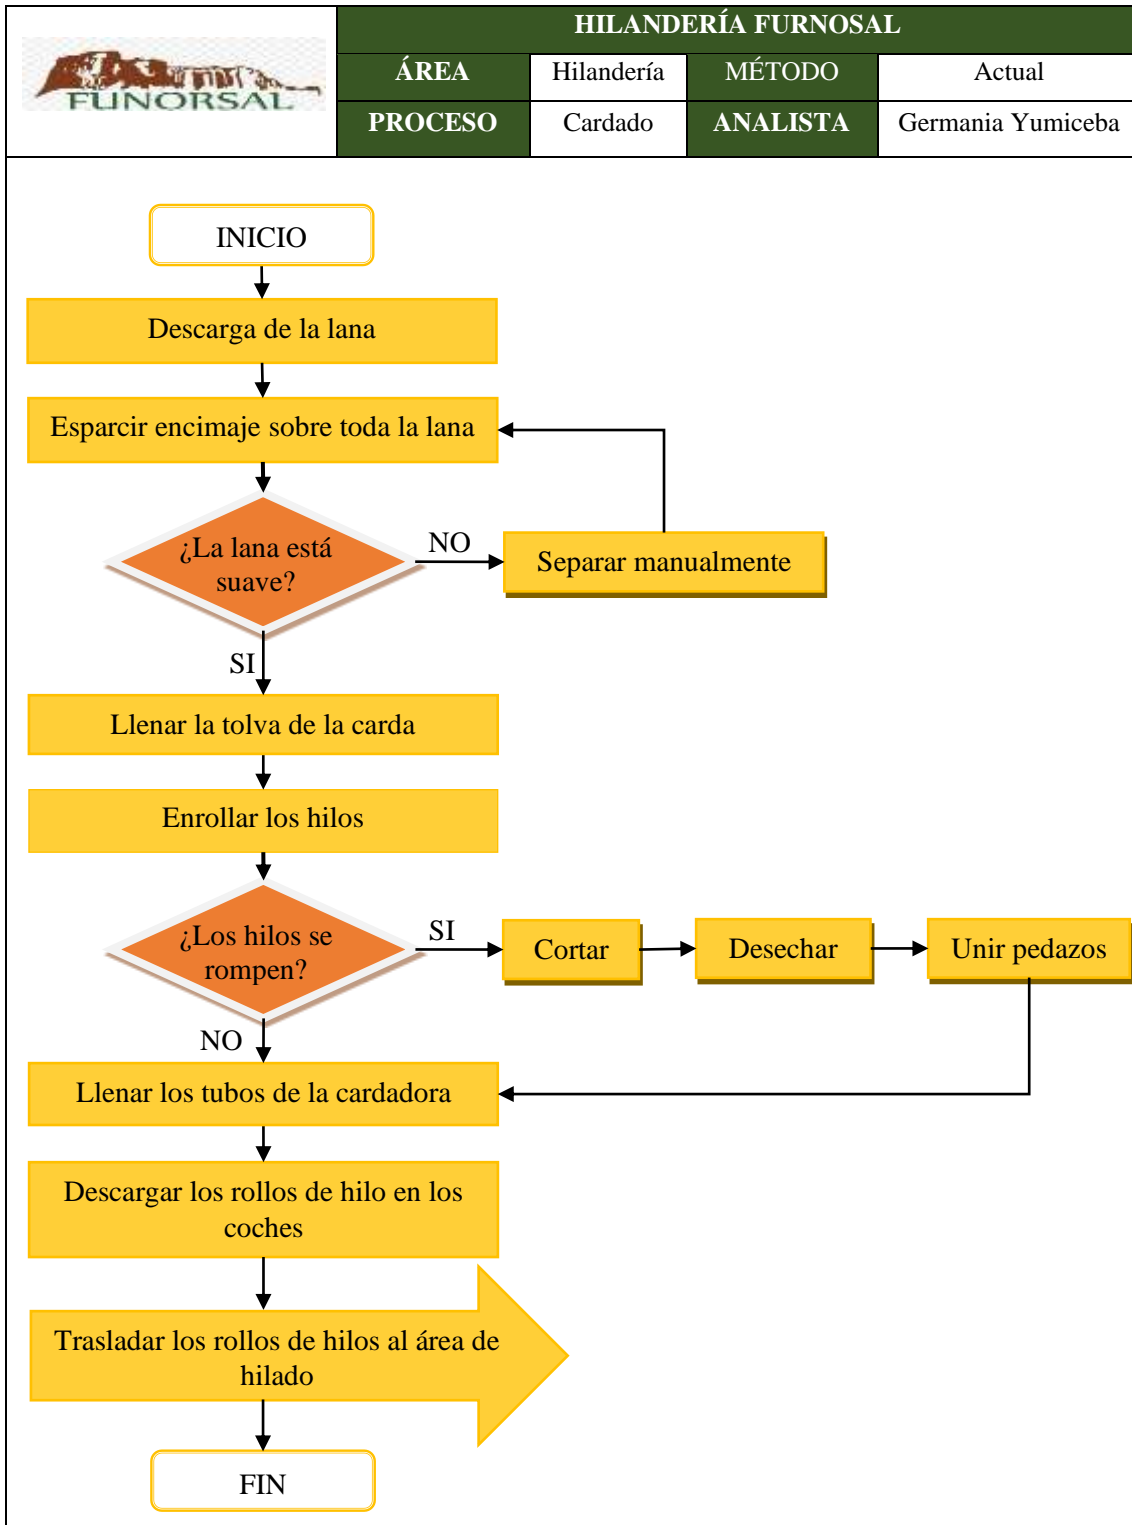 FUNORSAL
HILANDERÍA FURNOSAL
ÁREA
Hilandería
MÉTODO
Actual
PROCESO
Cardado
ANALISTA
Germania Yumiceba
INICIO
Descarga de la lana
Esparcir encimaje sobre toda la lana
¿La lana está
suave?
NO
Separar manualmente
SI
Llenar la tolva de la carda
Enrollar los hilos
¿Los hilos se
rompen?
SI
Cortar
Desechar
Unir pedazos
NO
Llenar los tubos de la cardadora
Descargar los rollos de hilo en los
coches
Trasladar los rollos de hilos al área de
hilado
FIN